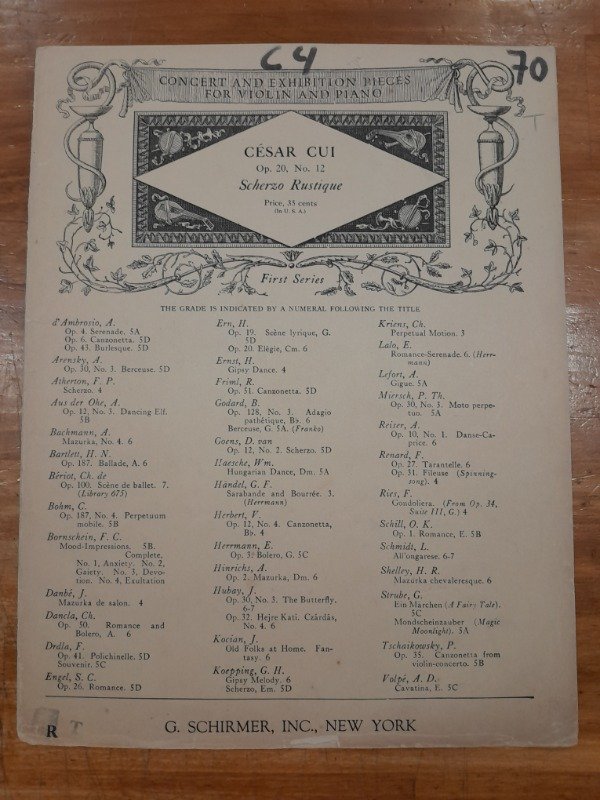 C4
70
CONCERT AND EXHIBITION PIECES
FOR VIOLIN AND PIANO
CÉSAR CUI
Op. 20, No. 12
Scherzo Rustique
Price, 35 cents
(In U. S. A.)
First Series
THE GRADE IS INDICATED BY A NUMERAL FOLLOWING THE TITLE
d'Ambrosio, A.
Op. 4. Serenade. 5A
Op. 6. Canzonetta. 5D
Op. 43. Burlesque. 5D
Arensky, A.
Op. 30, No. 3. Berceuse. 5D
Atherton, F. P.
Scherzo. 4
Aus der Ohe, A.
Op. 12, No. 3. Dancing Elf.
5B
Bachmann, A.
Mazurka, No. 4. 6
Bartlett, H. N.
Op. 187. Ballade, A. 6
Bériot, Ch. de
Op. 100. Scène de ballet. 7.
(Library 675)
Bohm, C.
Op. 187, No. 4. Perpetuum
mobile. 5B
Bornschein, F. C.
Mood-Impressions. 5B.
Complete,
No. 1, Anxiety. No. 2,
Gaiety. No. 3, Devo-
tion. No. 4, Exultation
Danbé, J.
Mazurka de salon. 4
Dancla, Ch.
Op. 50. Romance and
Bolero, A. 6
Drdla, F.
Op. 41. Polichinelle. 5D
Souvenir. 5C
Engel, S. C.
Op. 26. Romance. 5D
Ern, H.
Op. 19. Scène lyrique, G.
5D
Op. 20. Elégie, Cm. 6
Ernst, H.
Gipsy Dance. 4
Friml, R.
Op. 51. Canzonetta. 5D
Godard, B.
Op. 128, No. 3. Adagio
pathétique, B♭. 6
Berceuse, G. 5A. (Franko)
Goens, D. van
Op. 12, No. 2. Scherzo. 5D
Haesche, Wm.
Hungarian Dance, Dm. 5A
Händel, G. F.
Sarabande and Bourrée. 3.
(Herrmann)
Herbert, V.
Op. 12, No. 4. Canzonetta,
B♭. 4
Herrmann, E.
Op. 5. Bolero, G. 5C
Hinrichs, A.
Op. 2. Mazurka, Dm. 6
Hubay, J.
Op. 30, No. 3. The Butterfly.
6-7
Op. 32. Hejre Kati. Czárdás,
No. 4. 6
Kocian, J.
Old Folks at Home. Fan-
tasy. 6
Koepping, G. H.
Gipsy Melody. 6
Scherzo, Em. 5D
Kriens, Ch.
Perpetual Motion. 3
Lalo, E.
Romance-Serenade. 6. (Herr-
mann)
Lefort, A.
Gigue. 5A
Miersch, P. Th.
Op. 30, No. 3. Moto perpe-
tuo. 5A
Reiser, A.
Op. 10, No. 1. Danse-Ca-
price. 6
Renard, F.
Op. 27. Tarantelle. 6
Op. 31. Fileuse (Spinning-
song). 4
Ries, F.
Gondoliera. (From Op. 34,
Suite III, G.) 4
Schill, O. K.
Op. 1. Romance, E. 5B
Schmidt, L.
All'ongarese. 6-7
Shelley, H. R.
Mazurka chevaleresque. 6
Strube, G.
Ein Märchen (A Fairy Tale).
5C
Mondscheinzauber (Magic
Moonlight). 5A
Tschaikowsky, P.
Op. 35. Canzonetta from
violin-concerto. 5B
Volpé, A. D.
Cavatina, E. 5C
R
G. SCHIRMER, INC., NEW YORK